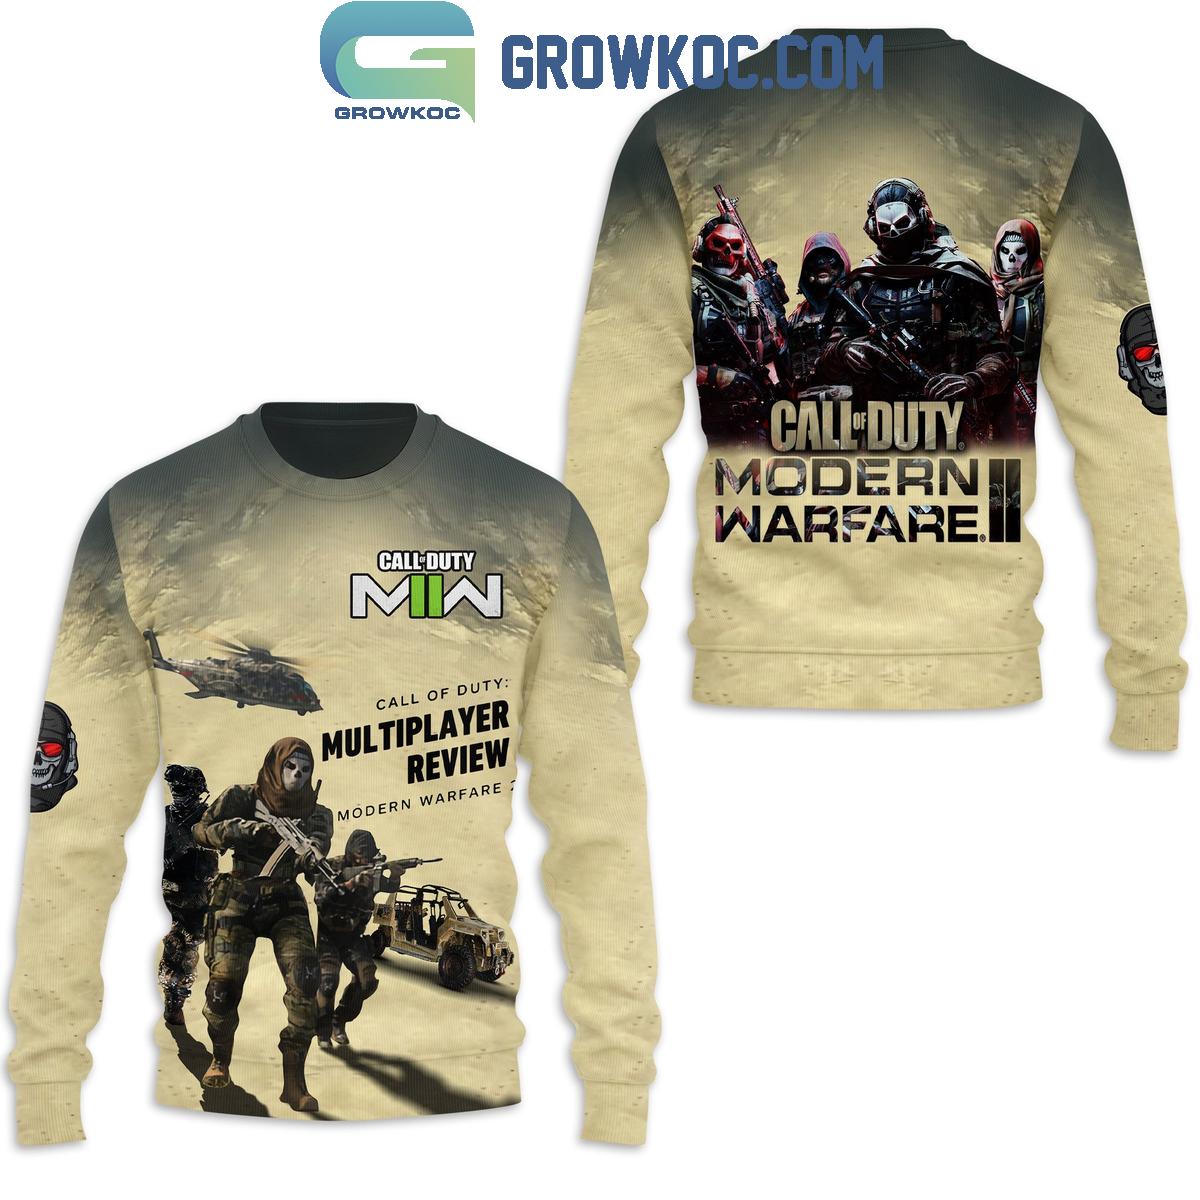 GROWKOC
GROWKOC.COM
CALL OF DUTY
MODERN
WARFARE II
CALL OF DUTY
MWII
CALL OF DUTY:
MULTIPLAYER
REVIEW
MODERN WARFARE 2